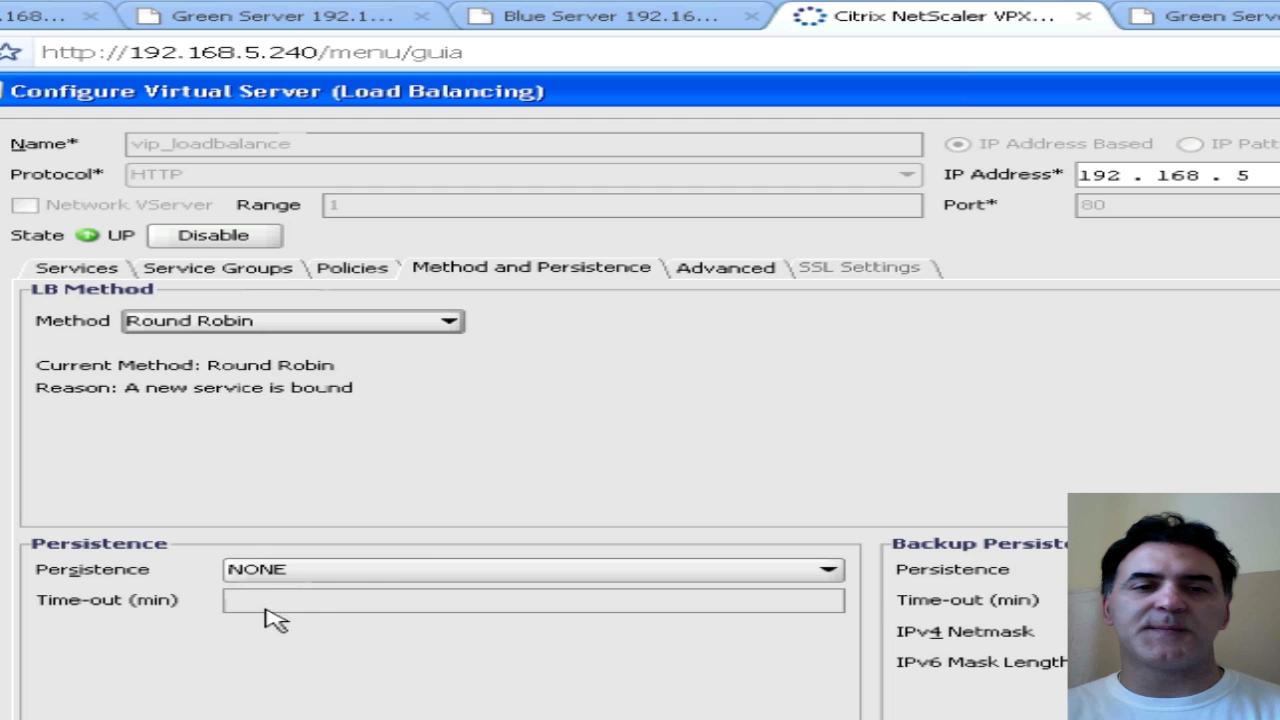 .168... Green Server 192.1... Blue Server 192.16... Citrix NetScaler VPX... Green Serve
http://192.168.5.240/menu/guia
Configure Virtual Server (Load Balancing)
Name* vip_loadbalance IP Address Based IP Patt
Protocol* HTTP IP Address* 192 . 168 . 5
Network VServer Range 1 Port* 80
State UP Disable
Services Service Groups Policies Method and Persistence Advanced SSL Settings
LB Method
Method Round Robin
Current Method: Round Robin
Reason: A new service is bound
Persistence Backup Persiste
Persistence NONE Persistence
Time-out (min) Time-out (min)
IPv4 Netmask
IPv6 Mask Length